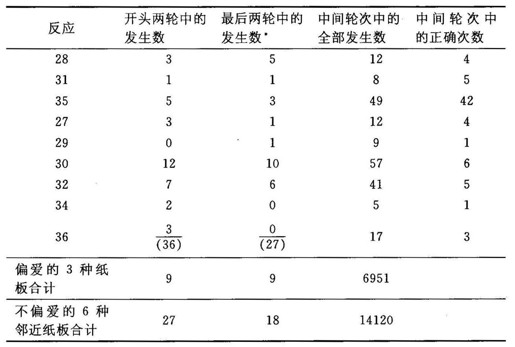 反应 开头两轮中的发生数 最后两轮中的发生数* 中间轮次中的全部发生数 中间轮次中的正确次数
28 3 5 12 4
31 1 1 8 5
35 5 3 49 42
27 3 1 12 4
29 0 1 9 1
30 12 10 57 6
32 7 6 41 5
34 2 0 5 1
36 3 0 17 3
(36) (27)
偏爱的 3 种纸板合计 9 9 6951
不偏爱的 6 种邻近纸板合计 27 18 14120